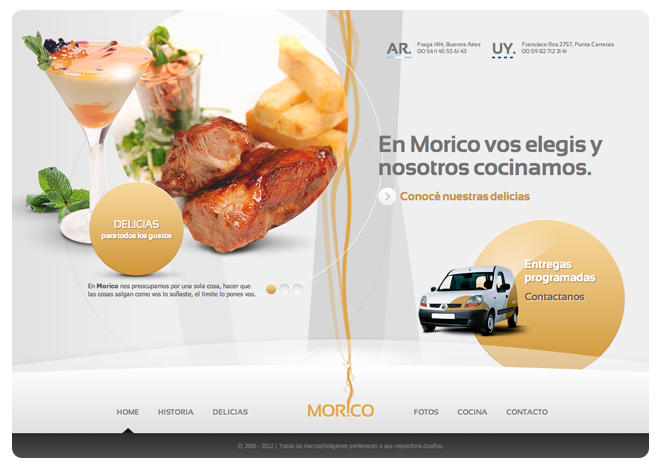 AR.
Fraga 1414, Buenos Aires
00 54 11 45 55 61 43
UY.
Francisco Ros 2757, Punta Carretas
00 59 82 712 31 41
En Morico vos elegis y
nosotros cocinamos.
Conocé nuestras delicias
DELICIAS
para todos los gustos
En Morico nos preocupamos por una sola cosa, hacer que
las cosas salgan como vos lo soñaste, el limite lo pones vos.
Entregas
programadas
Contactanos
HOME HISTORIA DELICIAS MORICO FOTOS COCINA CONTACTO
© 2006 - 2012 | Todas las marcas/imágenes pertenecen a sus respectivos dueños.